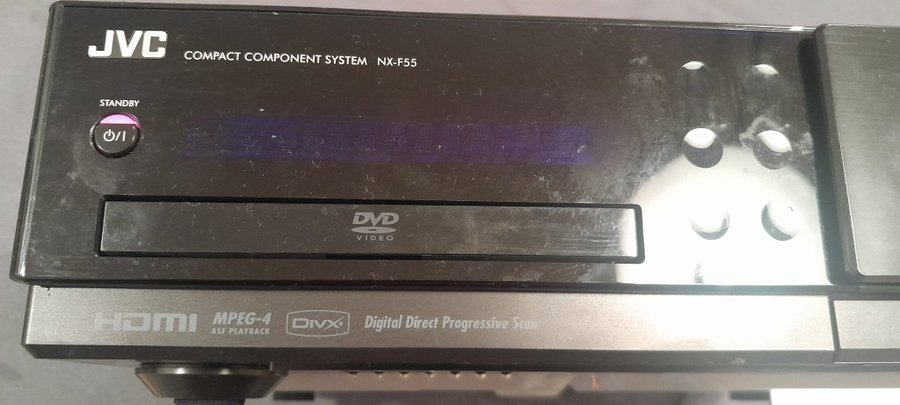 JVC
COMPACT COMPONENT SYSTEM NX-F55
STANDBY
⏻/I
DVD
VIDEO
HDMI MPEG-4 DivX Digital Direct Progressive Scan
ASF PLAYBACK